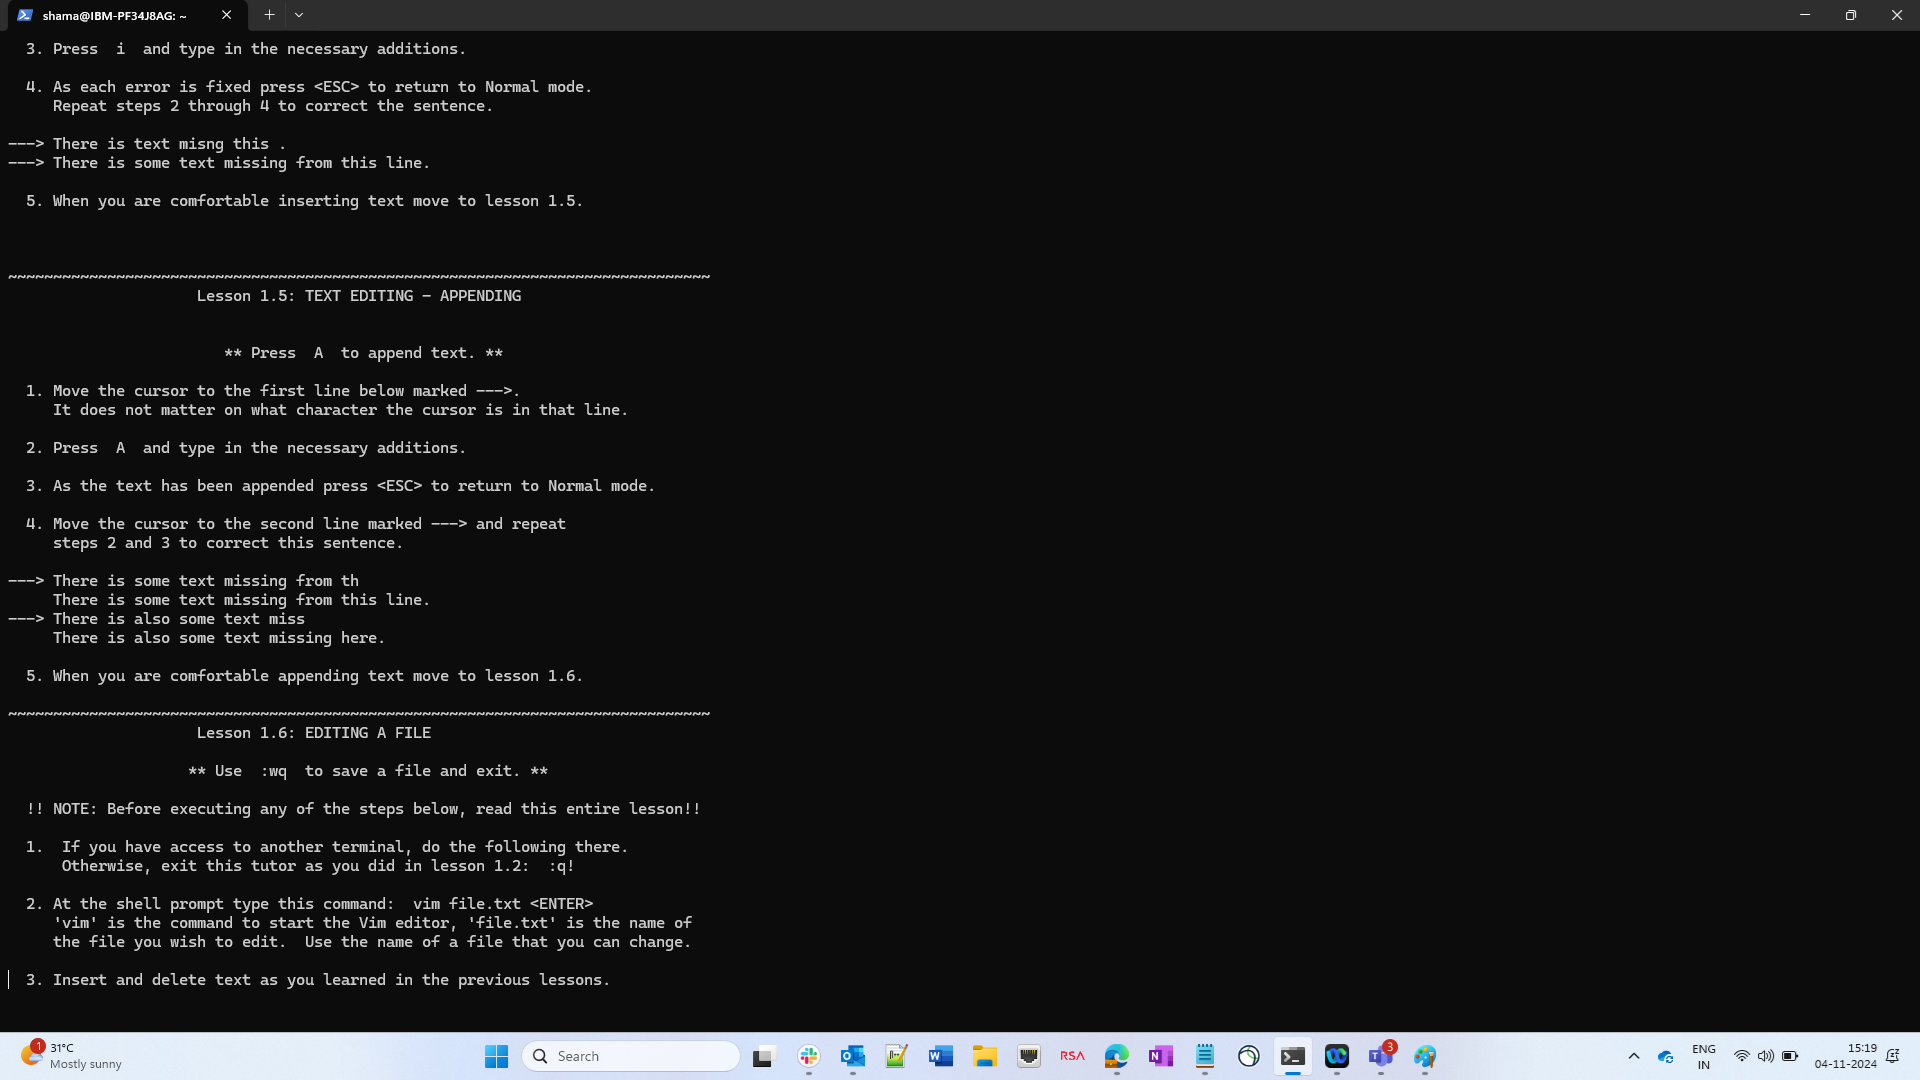 shama@IBM-PF34J8AG: ~
3. Press  i  and type in the necessary additions.
4. As each error is fixed press <ESC> to return to Normal mode.
Repeat steps 2 through 4 to correct the sentence.
---> There is text misng this .
---> There is some text missing from this line.
5. When you are comfortable inserting text move to lesson 1.5.
~~~~~~~~~~~~~~~~~~~~~~~~~~~~~~~~~~~~~~~~~~~~~~~~~~~~~~~~~~~~~~~~~~~~~~~~~~~~~~
Lesson 1.5: TEXT EDITING - APPENDING
** Press  A  to append text. **
1. Move the cursor to the first line below marked --->.
It does not matter on what character the cursor is in that line.
2. Press  A  and type in the necessary additions.
3. As the text has been appended press <ESC> to return to Normal mode.
4. Move the cursor to the second line marked ---> and repeat
steps 2 and 3 to correct this sentence.
---> There is some text missing from th
There is some text missing from this line.
---> There is also some text miss
There is also some text missing here.
5. When you are comfortable appending text move to lesson 1.6.
~~~~~~~~~~~~~~~~~~~~~~~~~~~~~~~~~~~~~~~~~~~~~~~~~~~~~~~~~~~~~~~~~~~~~~~~~~~~~~
Lesson 1.6: EDITING A FILE
** Use  :wq  to save a file and exit. **
!! NOTE: Before executing any of the steps below, read this entire lesson!!
1.  If you have access to another terminal, do the following there.
Otherwise, exit this tutor as you did in lesson 1.2:  :q!
2. At the shell prompt type this command:  vim file.txt <ENTER>
'vim' is the command to start the Vim editor, 'file.txt' is the name of
the file you wish to edit.  Use the name of a file that you can change.
3. Insert and delete text as you learned in the previous lessons.
1
31°C
Mostly sunny
Search
RSA
3
ENG
IN
15:19
04-11-2024